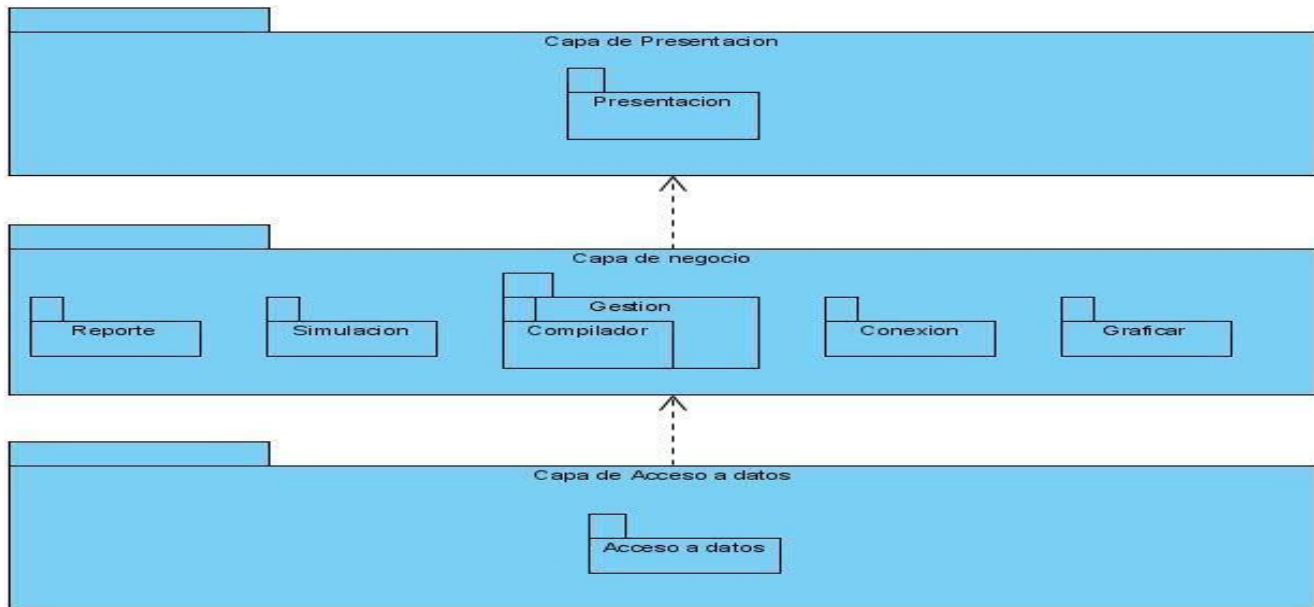 Capa de Presentacion
Presentacion
Capa de negocio
Reporte
Simulacion
Gestion
Compilador
Conexion
Graficar
Capa de Acceso a datos
Acceso a datos